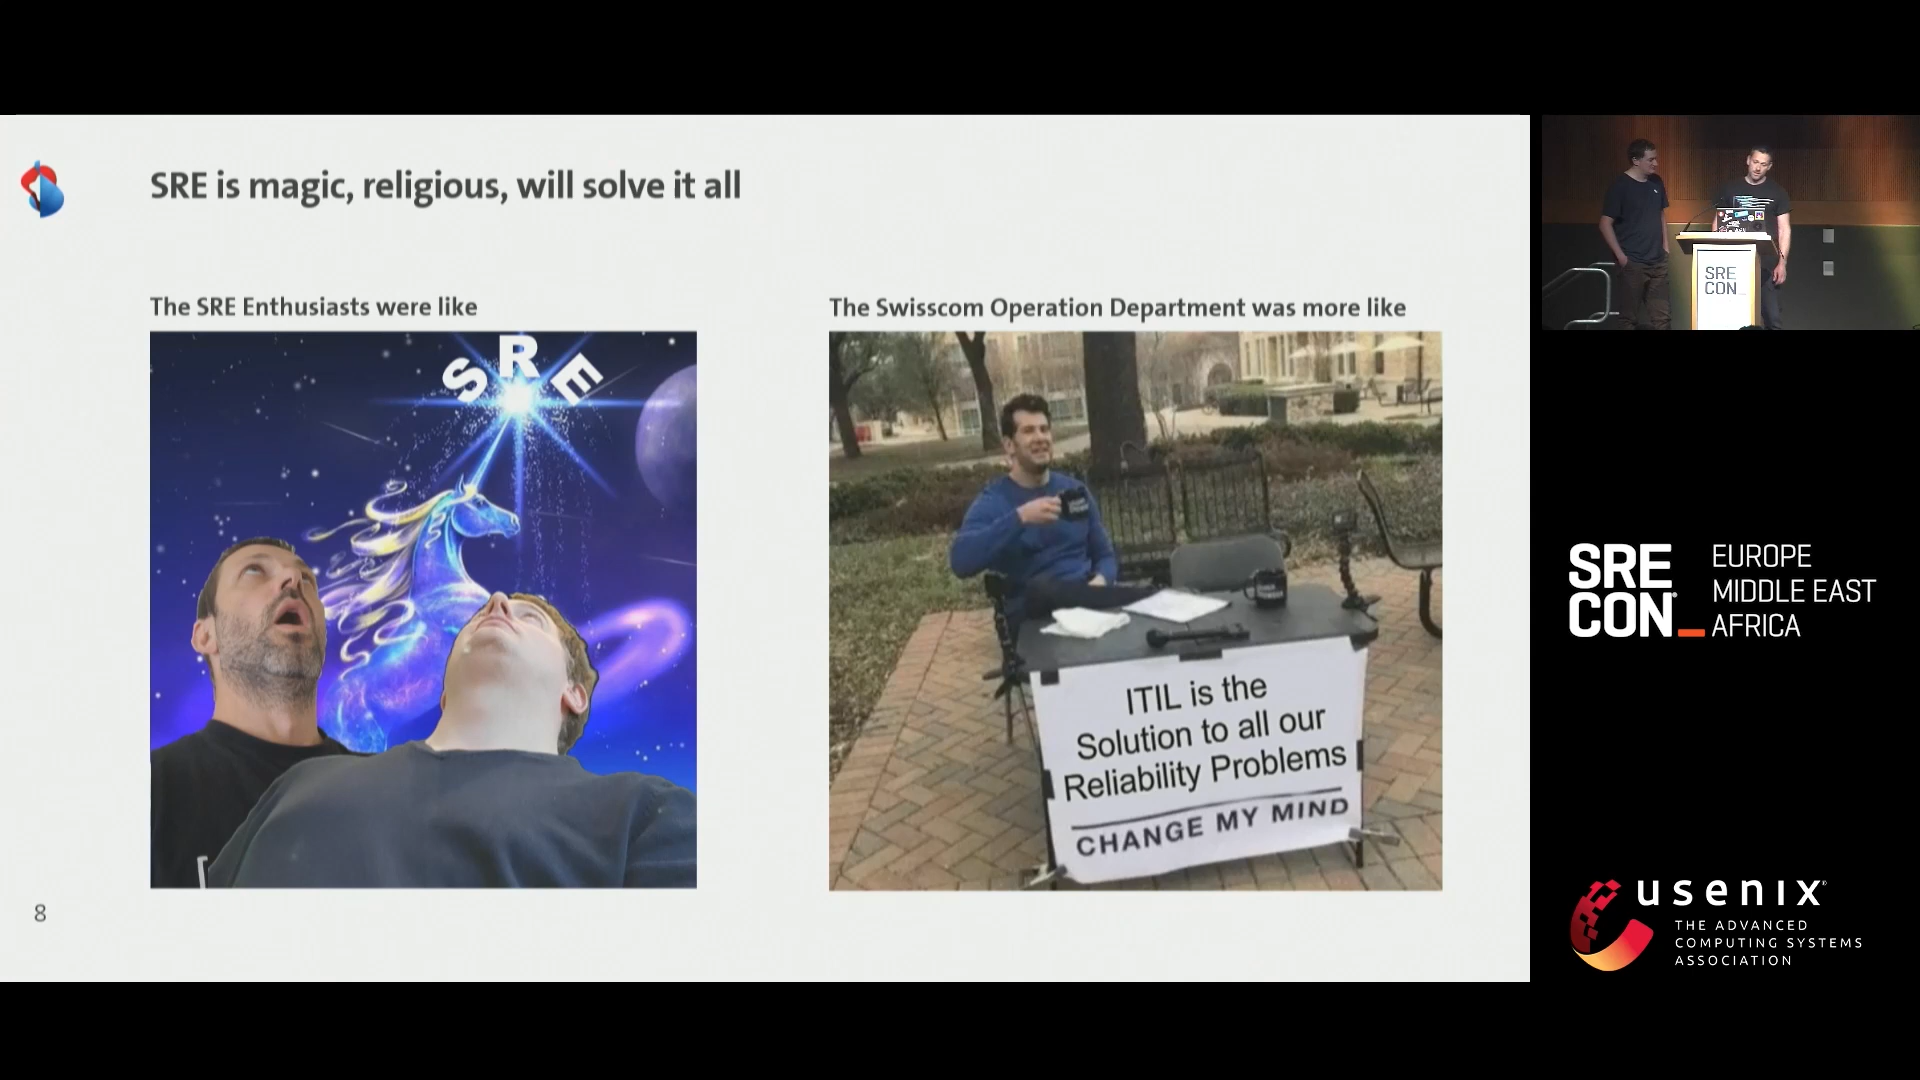 SRE is magic, religious, will solve it all
The SRE Enthusiasts were like
The Swisscom Operation Department was more like
SRE
ITIL is the
Solution to all our
Reliability Problems
CHANGE MY MIND
8
SRE
CON_
SRE
CON_
EUROPE
MIDDLE EAST
AFRICA
usenix
THE ADVANCED
COMPUTING SYSTEMS
ASSOCIATION